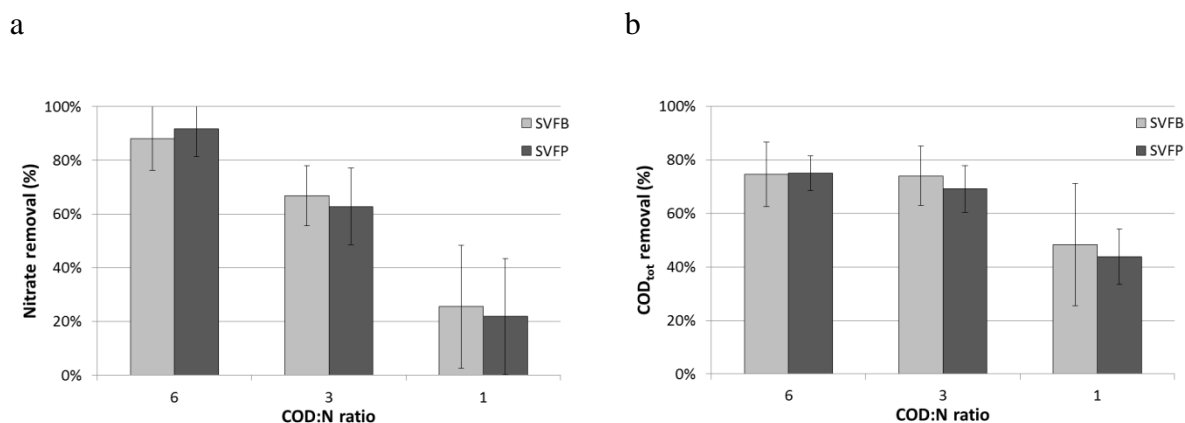 a
b
100%
80%
60%
40%
20%
0%
Nitrate removal (%)
SVFB
SVFP
6
3
1
COD:N ratio
100%
80%
60%
40%
20%
0%
CODtot removal (%)
SVFB
SVFP
6
3
1
COD:N ratio